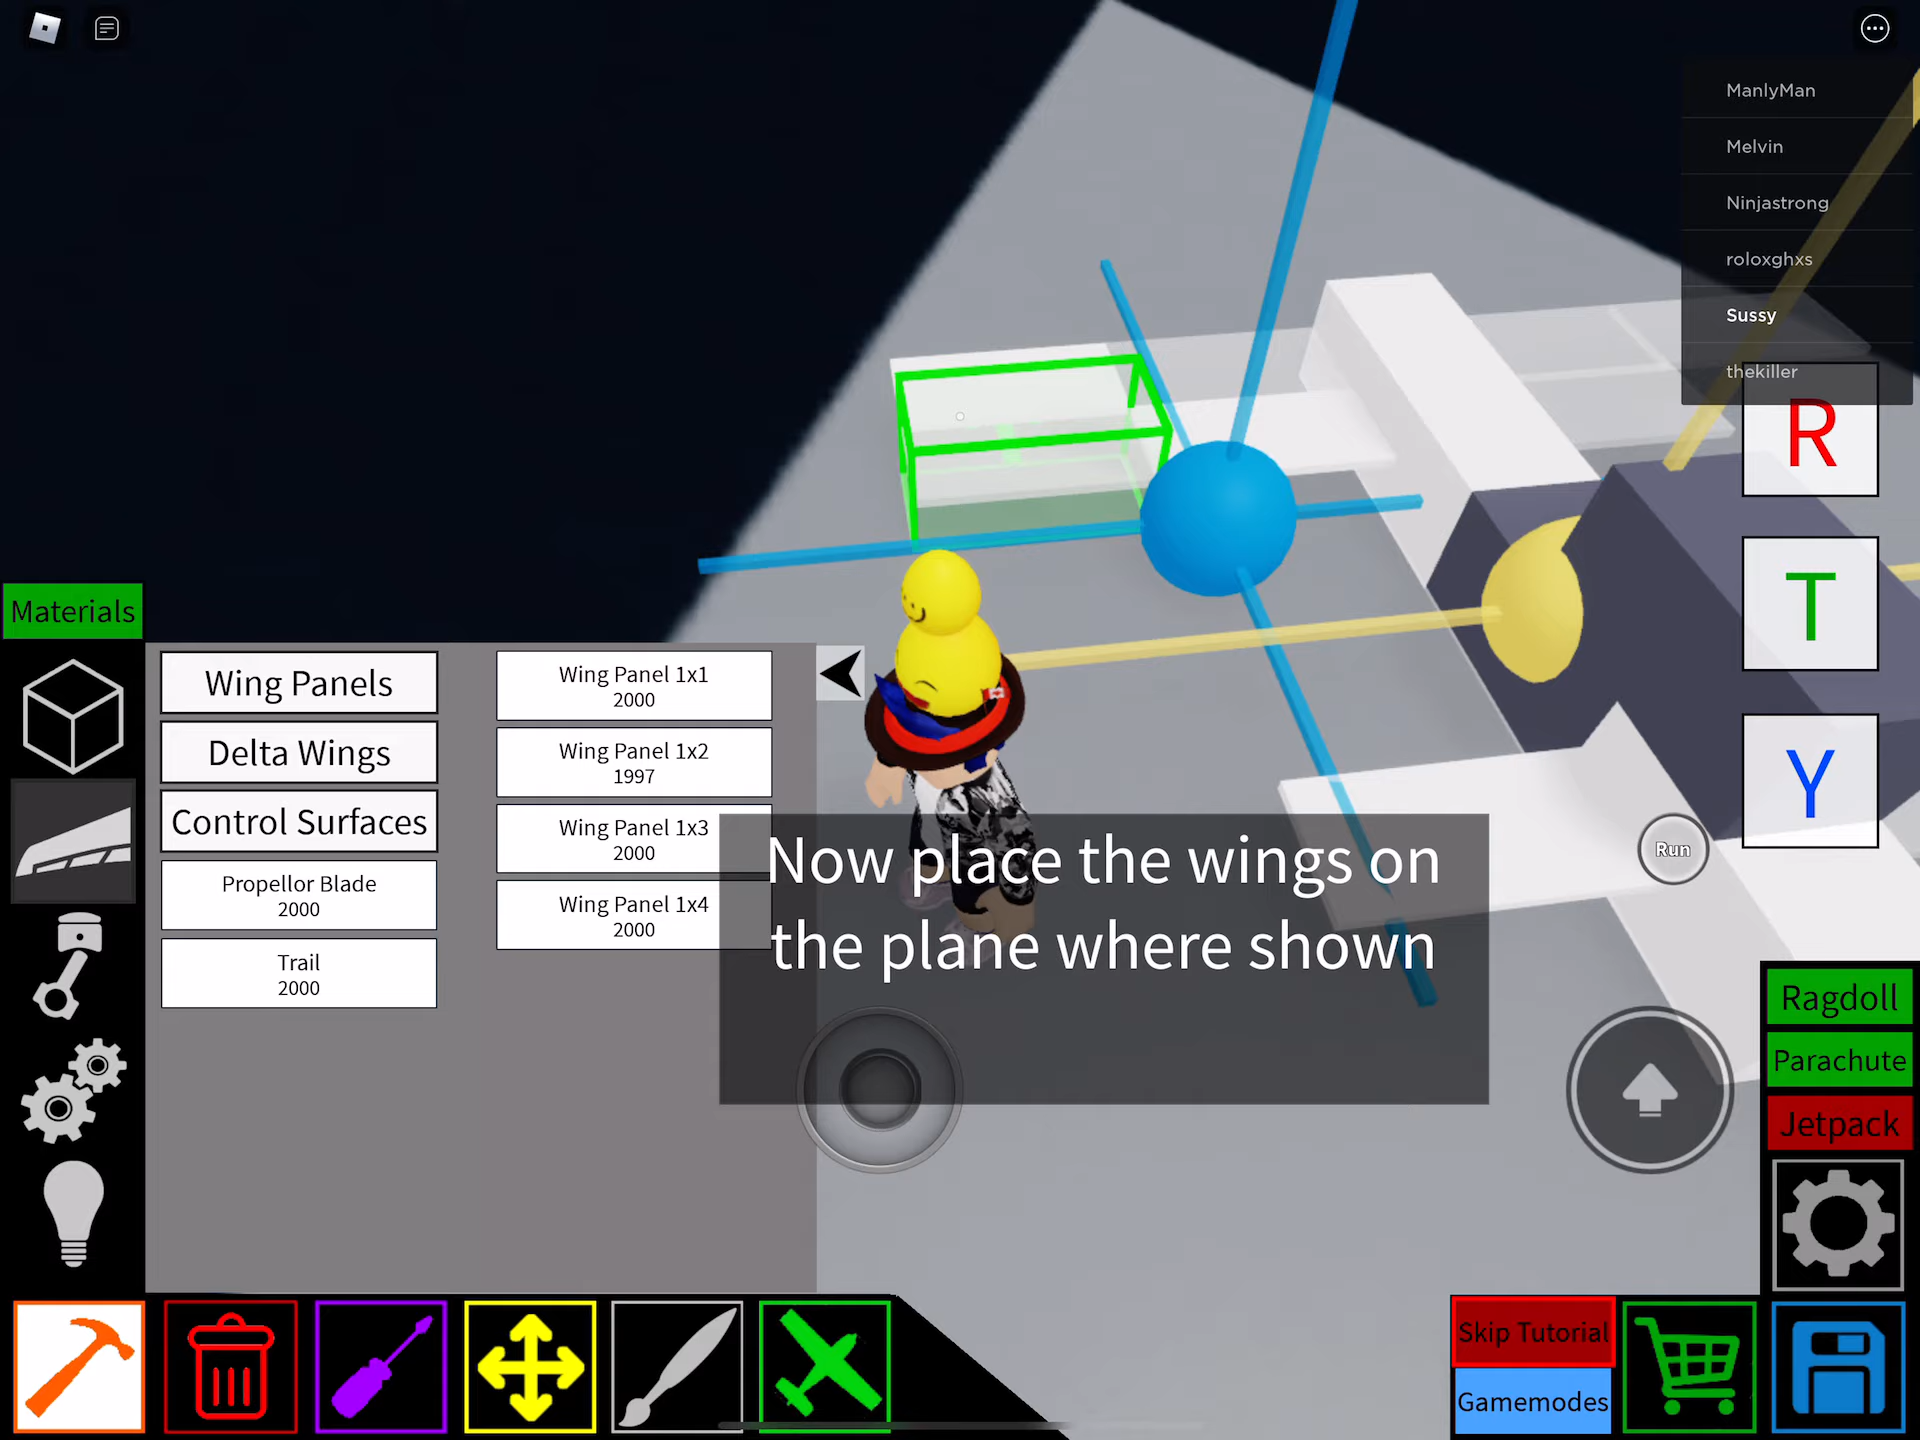 ManlyMan
Melvin
Ninjastrong
roloxghxs
Sussy
thekiller
R
T
Y
Run
Materials
Wing Panels
Delta Wings
Control Surfaces
Propellor Blade
2000
Trail
2000
Wing Panel 1x1
2000
Wing Panel 1x2
1997
Wing Panel 1x3
2000
Wing Panel 1x4
2000
Now place the wings on
the plane where shown
Ragdoll
Parachute
Jetpack
Skip Tutorial
Gamemodes